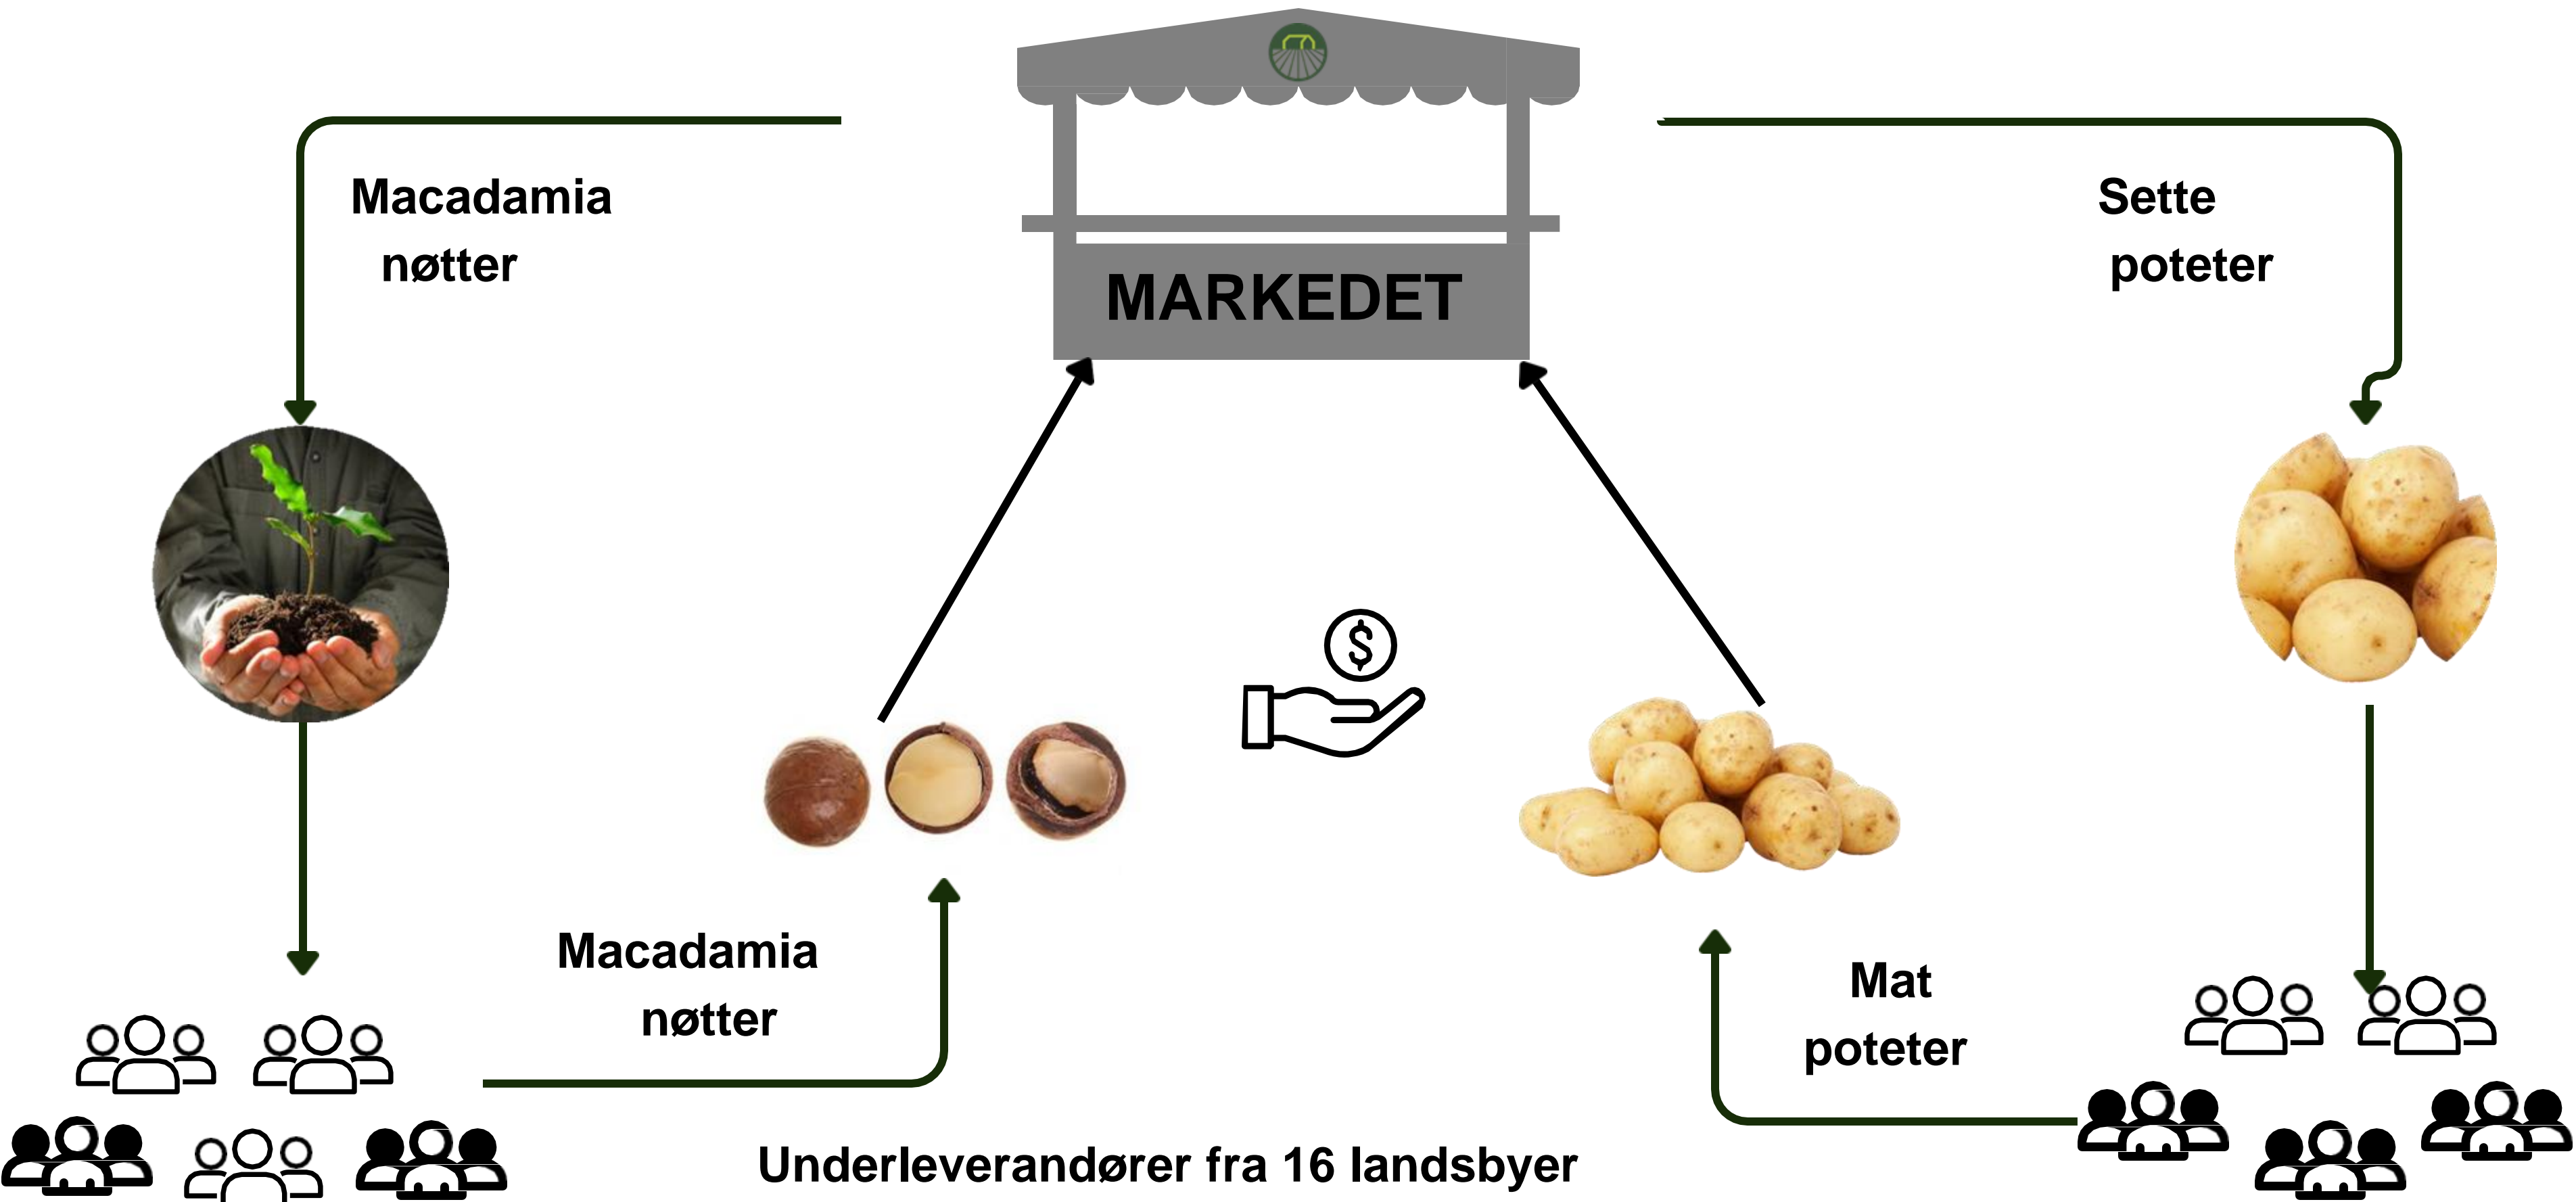 Macadamia
nøtter
Sette
poteter
MARKEDET
$
Macadamia
nøtter
Mat
poteter
Underleverandører fra 16 landsbyer